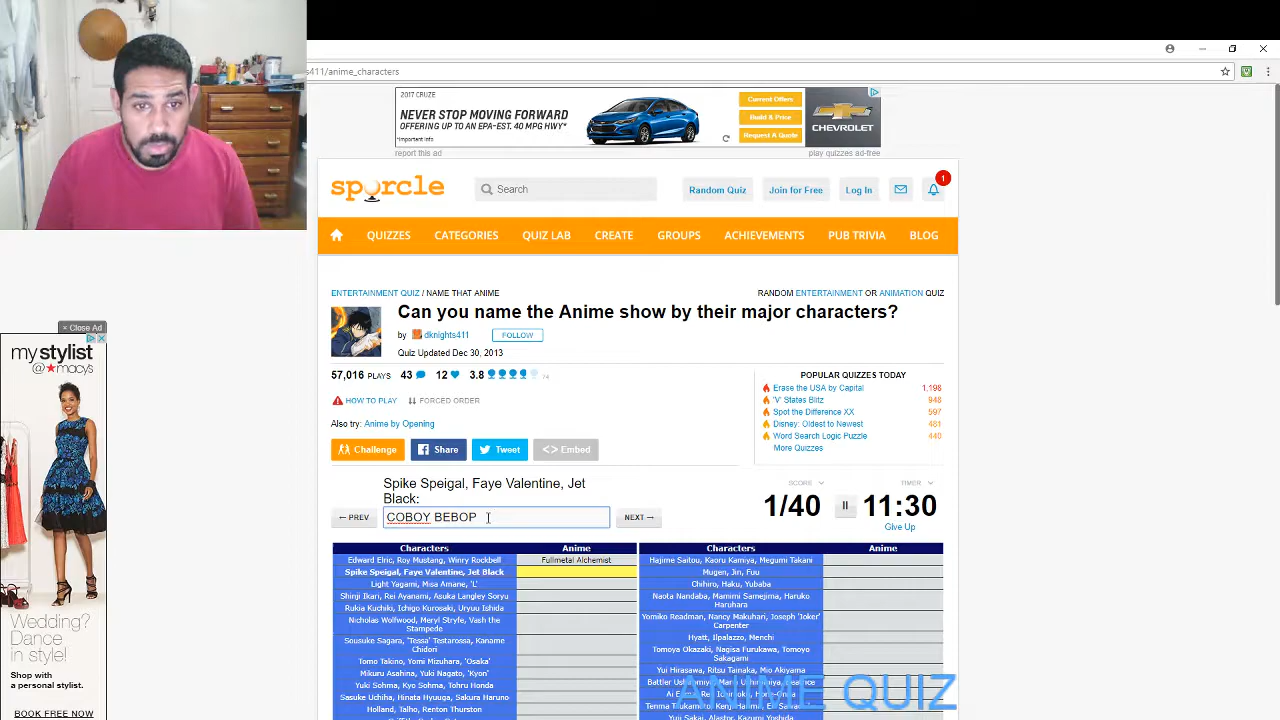 s411/anime_characters
2017 CRUZE
NEVER STOP MOVING FORWARD
OFFERING UP TO AN EPA-EST. 40 MPG HWY*
*Important Info
Current Offers
Build & Price
Request A Quote
CHEVROLET
report this ad
play quizzes ad-free
sporcle
Search
Random Quiz
Join for Free
Log In
1
QUIZZES
CATEGORIES
QUIZ LAB
CREATE
GROUPS
ACHIEVEMENTS
PUB TRIVIA
BLOG
ENTERTAINMENT QUIZ / NAME THAT ANIME
RANDOM ENTERTAINMENT OR ANIMATION QUIZ
Can you name the Anime show by their major characters?
by dknights411
FOLLOW
Quiz Updated Dec 30, 2013
57,016 PLAYS 43 12 3.8 74
HOW TO PLAY
FORCED ORDER
Also try: Anime by Opening
Challenge
Share
Tweet
<> Embed
POPULAR QUIZZES TODAY
Erase the USA by Capital 1,196
'V' States Blitz 946
Spot the Difference XX 597
Disney: Oldest to Newest 481
Word Search Logic Puzzle 440
More Quizzes
Spike Speigal, Faye Valentine, Jet
Black:
← PREV
COBOY BEBOP
NEXT →
SCORE
1/40
TIMER
11:30
Give Up
Characters Anime
Edward Elric, Roy Mustang, Winry Rockbell Fullmetal Alchemist
Spike Speigal, Faye Valentine, Jet Black
Light Yagami, Misa Amane, 'L'
Shinji Ikari, Rei Ayanami, Asuka Langley Soryu
Rukia Kuchiki, Ichigo Kurosaki, Uryuu Ishida
Nicholas Wolfwood, Meryl Stryfe, Vash the
Stampede
Sousuke Sagara, 'Tessa' Testarossa, Kaname
Chidori
Tomo Takino, Yomi Mizuhara, 'Osaka'
Mikuru Asahina, Yuki Nagato, 'Kyon'
Yuki Sohma, Kyo Sohma, Tohru Honda
Sasuke Uchiha, Hinata Hyuuga, Sakura Haruno
Holland, Talho, Renton Thurston
Characters Anime
Hajime Saitou, Kaoru Kamiya, Megumi Takani
Mugen, Jin, Fuu
Chihiro, Haku, Yubaba
Naota Nandaba, Mamimi Samejima, Haruko
Haruhara
Yomiko Readman, Nancy Makuhari, Joseph 'Joker'
Carpenter
Hyatt, Ilpalazzo, Menchi
Tomoya Okazaki, Nagisa Furukawa, Tomoyo
Sakagami
Yui Hirasawa, Ritsu Tainaka, Mio Akiyama
Yuji Sakai, Alastor, Kazumi Yoshida
× Close Ad
my stylist
@★macys
Wedding?
Dance
in style!
Shop with
a personal stylist.
BOOK FREE NOW
ANIME QUIZ